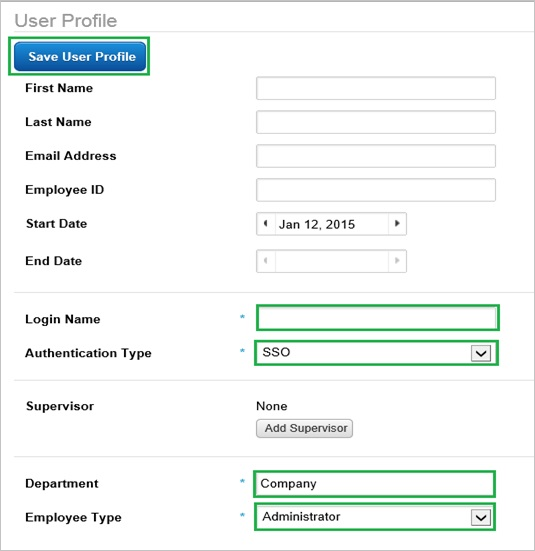 User Profile
Save User Profile
First Name
Last Name
Email Address
Employee ID
Start Date Jan 12, 2015
End Date
Login Name *
Authentication Type * SSO
Supervisor None
Add Supervisor
Department * Company
Employee Type * Administrator